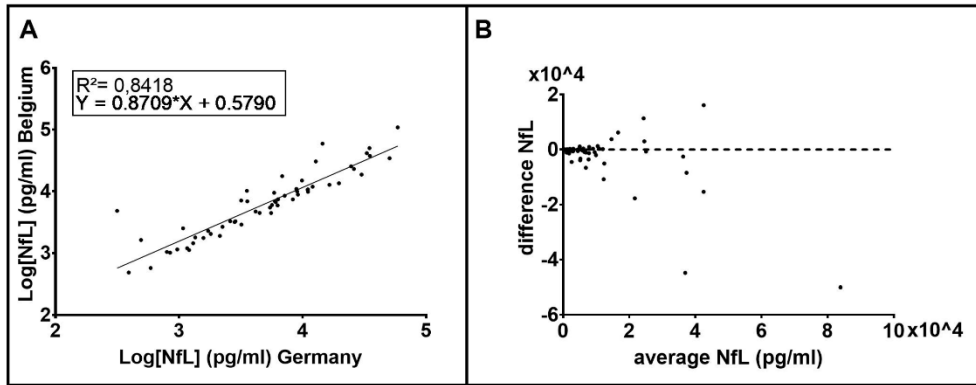 A
R²= 0,8418
Y = 0.8709*X + 0.5790
Log[NfL] (pg/ml) Belgium
5
4
3
2
2
3
4
5
Log[NfL] (pg/ml) Germany
B
x10^4
difference NfL
2
0
-2
-4
-6
0
2
4
6
8
10 x10^4
average NfL (pg/ml)